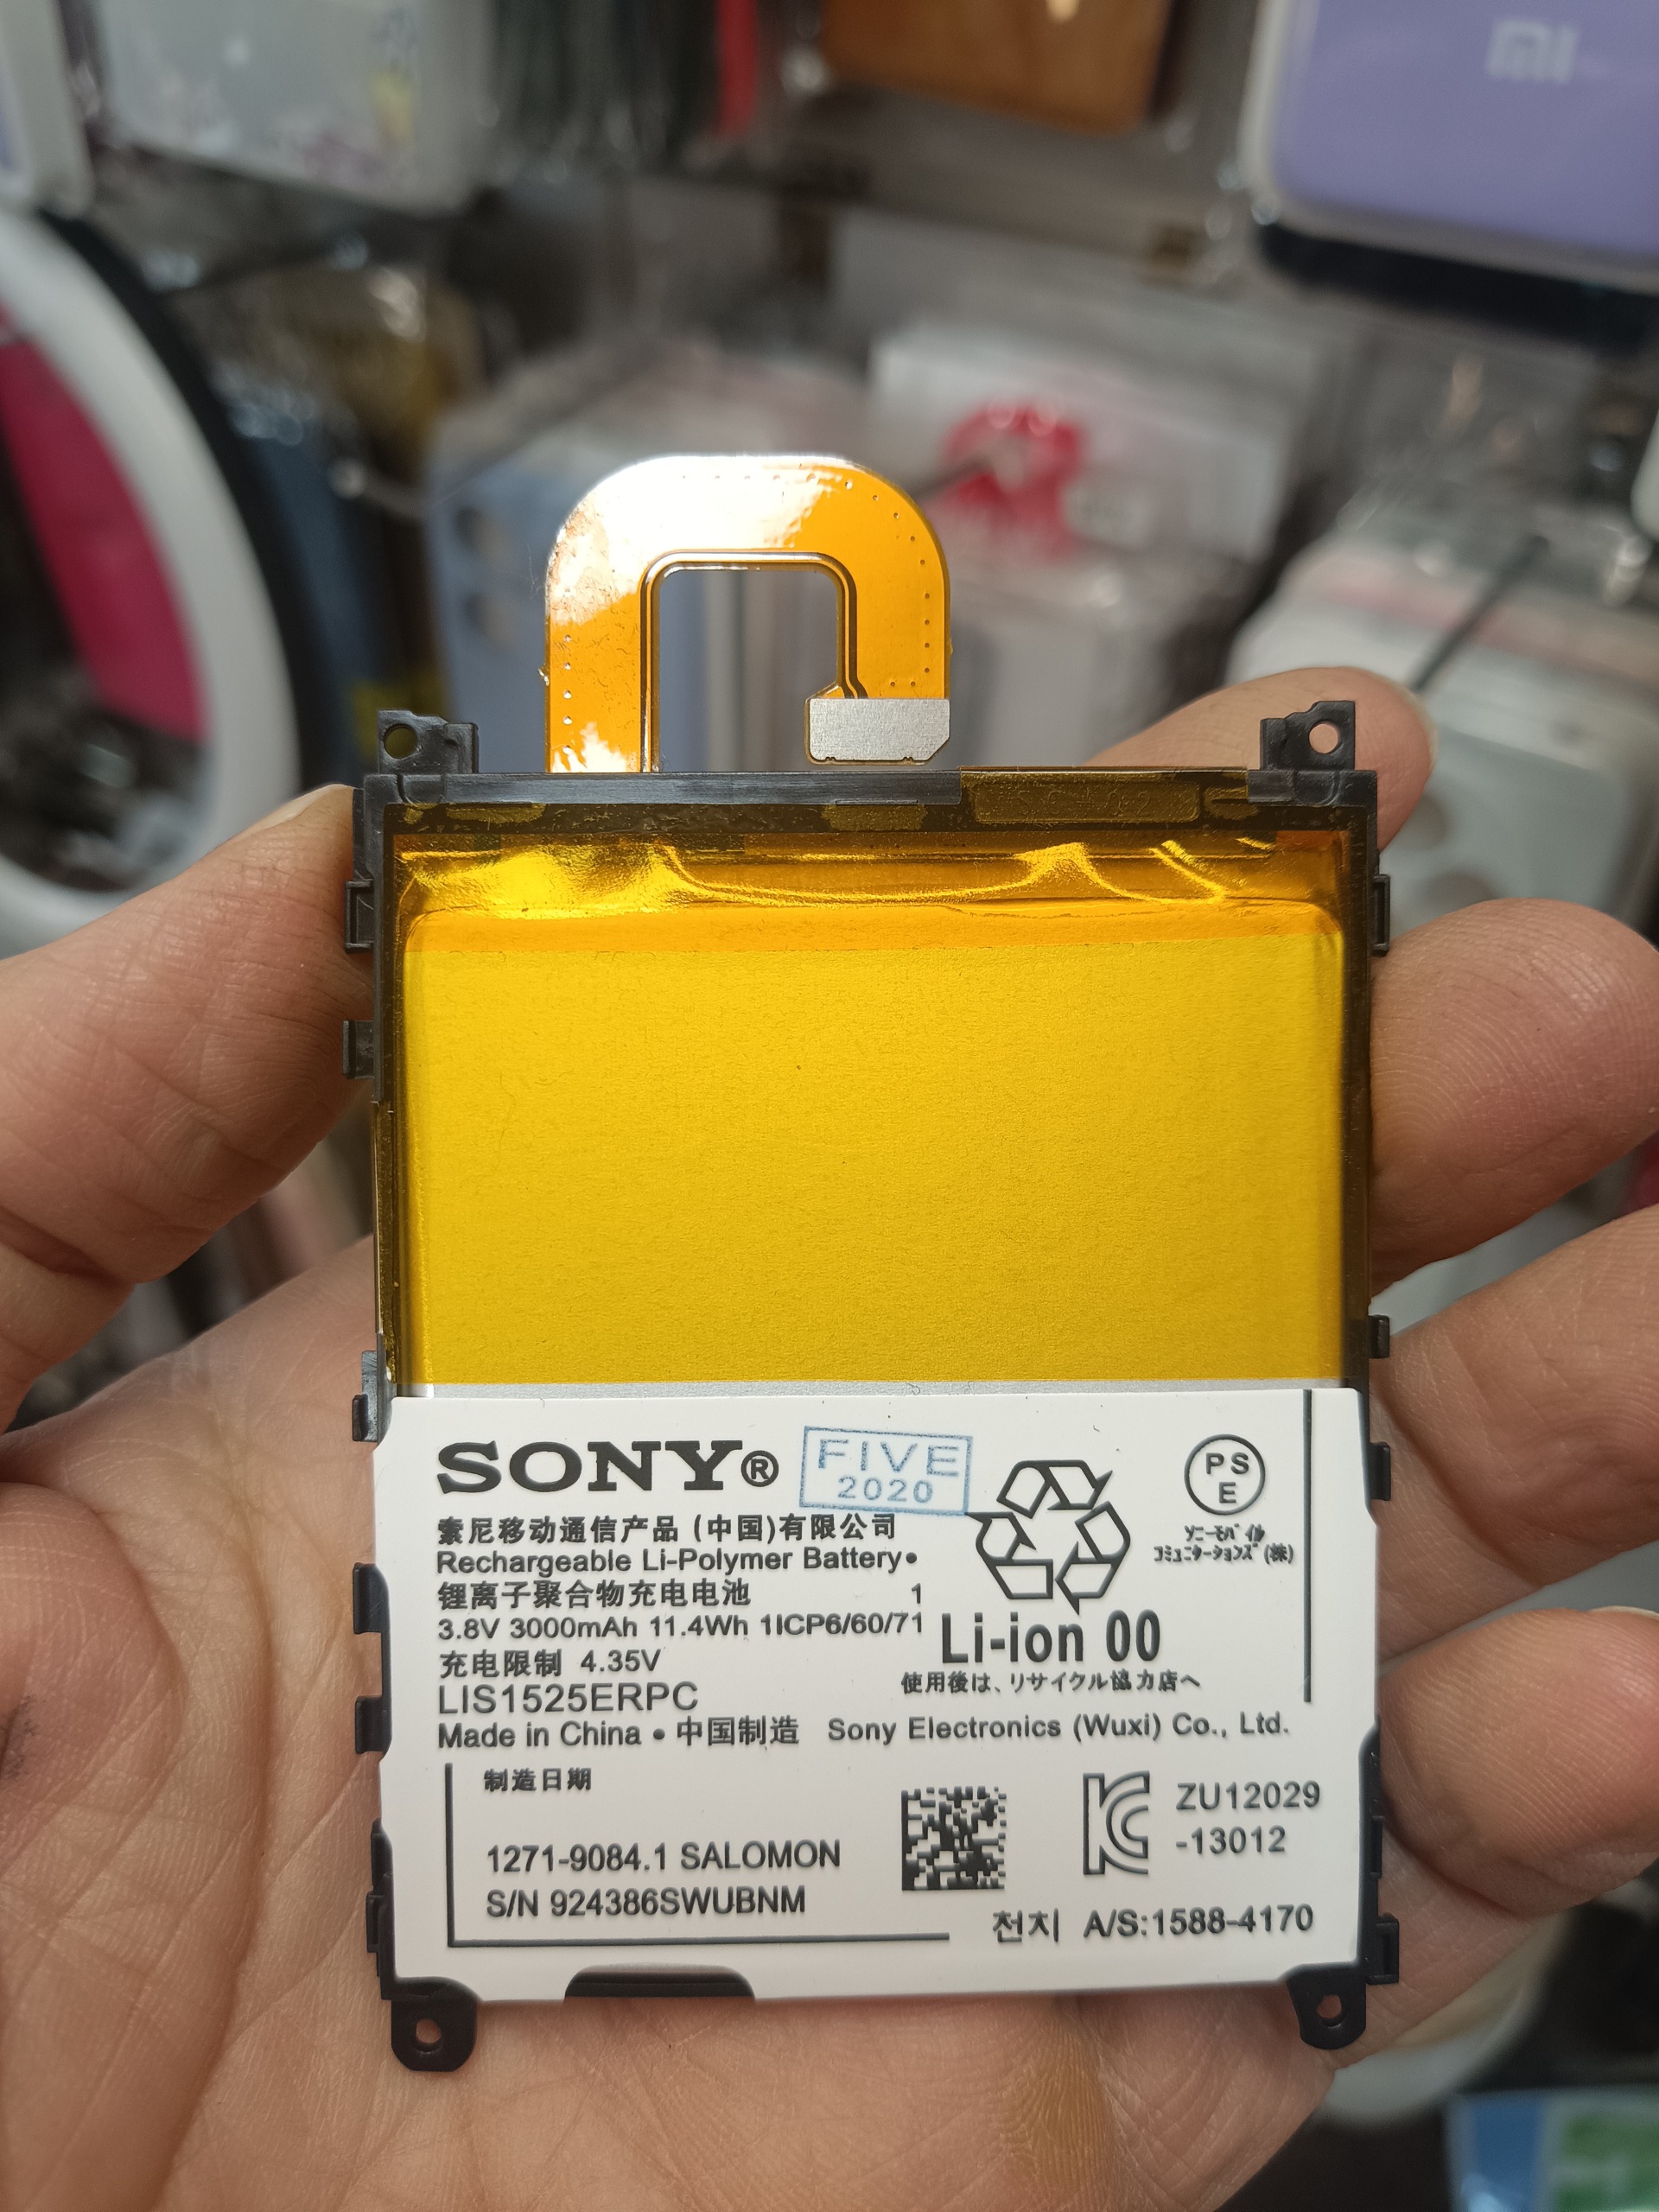 MI
SONY®
FIVE
2020
PS
E
索尼移动通信产品 (中国)有限公司
ソニーモバイル
コミュニケーションズ (株)
Rechargeable Li-Polymer Battery•
锂离子聚合物充电电池 1
3.8V 3000mAh 11.4Wh 1ICP6/60/71
Li-ion 00
充电限制 4.35V
使用後は、リサイクル協力店へ
LIS1525ERPC
Made in China • 中国制造 Sony Electronics (Wuxi) Co., Ltd.
制造日期
ZU12029
-13012
1271-9084.1 SALOMON
S/N 924386SWUBNM
천지 A/S:1588-4170